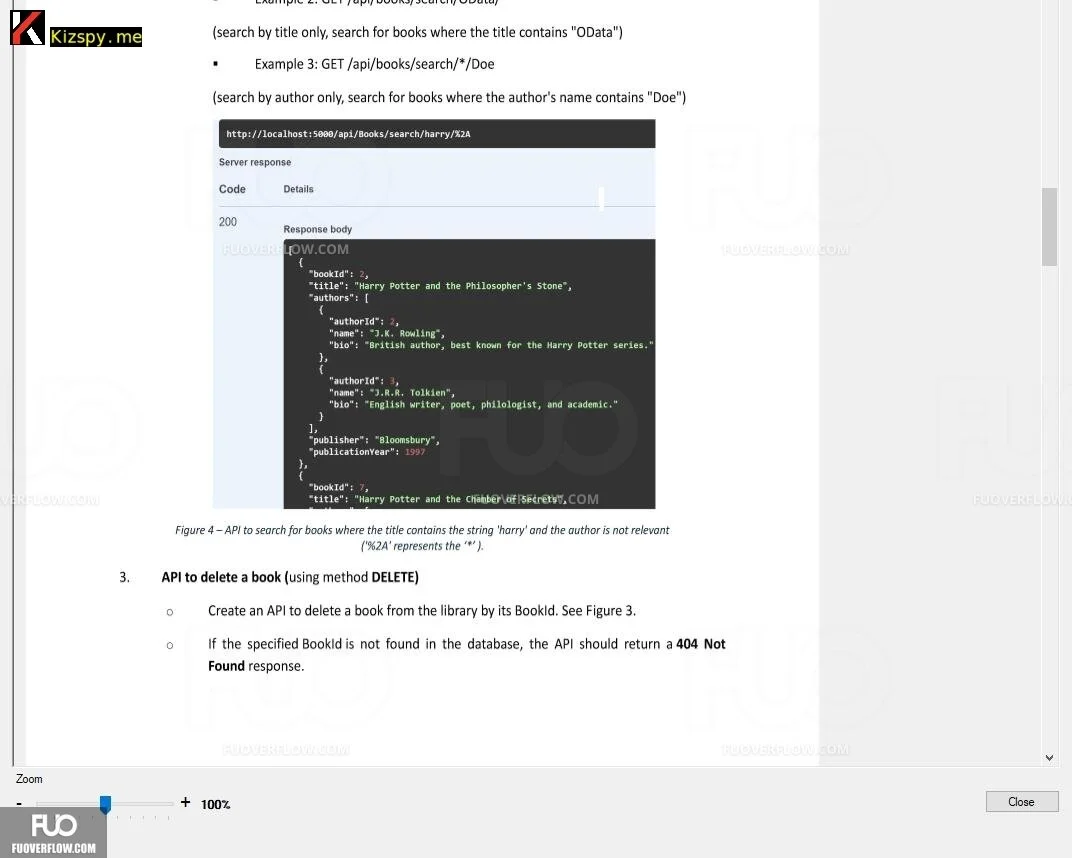 Example 2: GET /api/books/search/OData/
Kizspy.me
(search by title only, search for books where the title contains "OData")
▪ Example 3: GET /api/books/search/*/Doe
(search by author only, search for books where the author's name contains "Doe")
http://localhost:5000/api/Books/search/harry/%2A
Server response
Code Details
200
Response body
FUOVERFLOW.COM FUOVERFLOW.COM
[
{
"bookId": 2,
"title": "Harry Potter and the Philosopher's Stone",
"authors": [
{
"authorId": 2,
"name": "J.K. Rowling",
"bio": "British author, best known for the Harry Potter series."
},
{
"authorId": 3,
"name": "J.R.R. Tolkien",
"bio": "English writer, poet, philologist, and academic."
}
],
"publisher": "Bloomsbury",
"publicationYear": 1997
},
{
"bookId": 7,
"title": "Harry Potter and the Chamber of Secrets",
VERFLOW.COM FUOVERFLOW.COM FUOVERFLOW
Figure 4 – API to search for books where the title contains the string 'harry' and the author is not relevant
('%2A' represents the '*' ).
3. API to delete a book (using method DELETE)
○ Create an API to delete a book from the library by its BookId. See Figure 3.
○ If the specified BookId is not found in the database, the API should return a 404 Not
Found response.
FUOVERFLOW.COM FUOVERFLOW.COM
Zoom
- + 100%
Close
FUO
FUOVERFLOW.COM